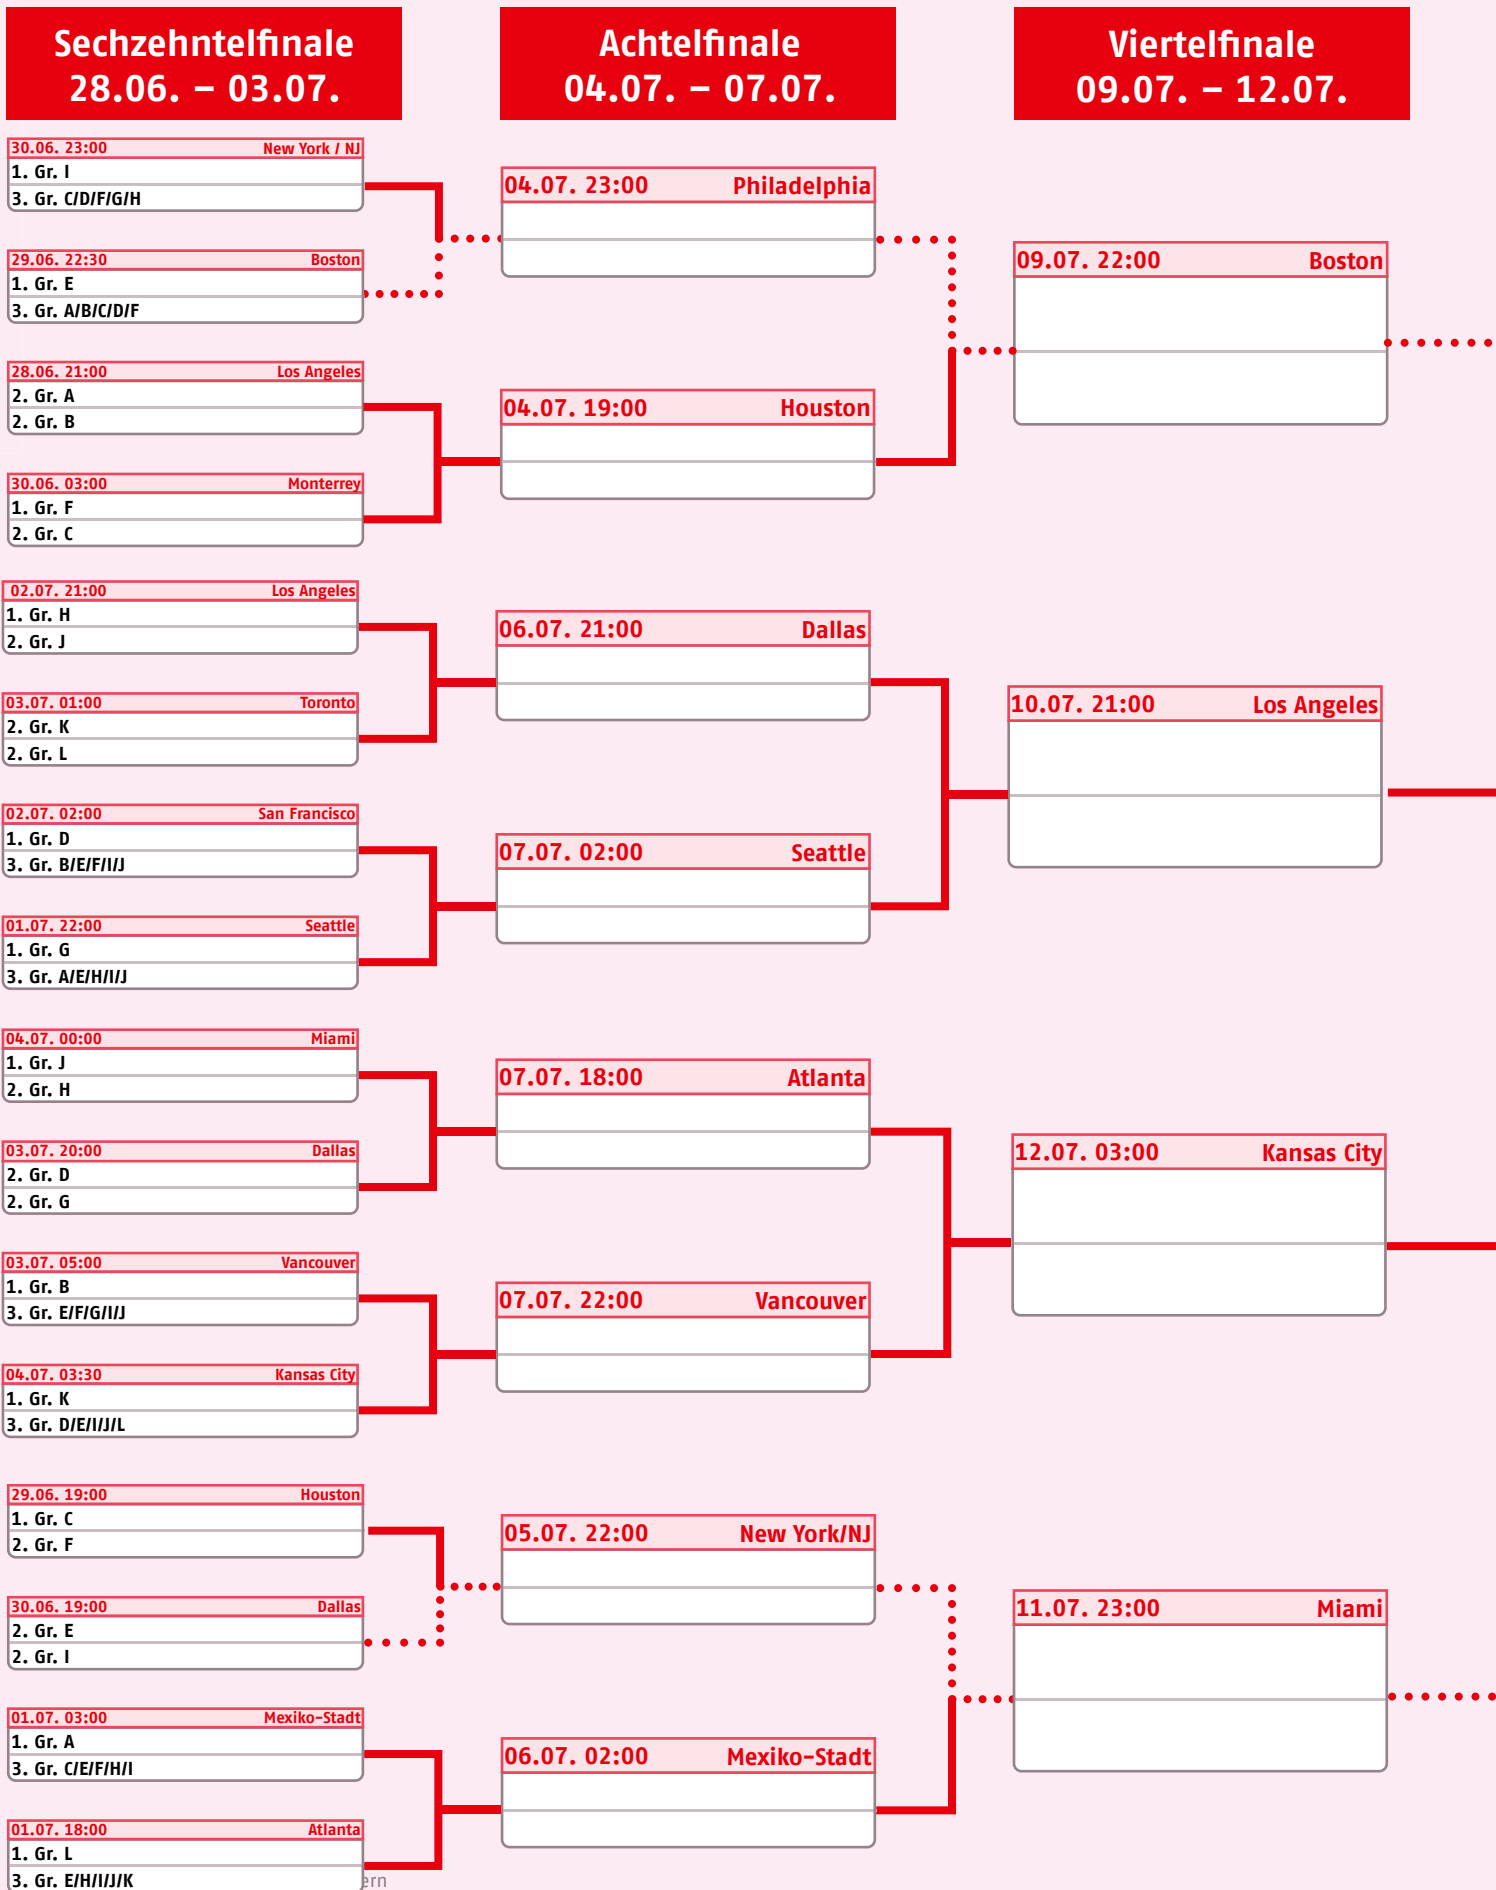 Sechzehntelfinale
28.06. – 03.07.
30.06. 23:00 New York / NJ
1. Gr. I
3. Gr. C/D/F/G/H
29.06. 22:30 Boston
1. Gr. E
3. Gr. A/B/C/D/F
28.06. 21:00 Los Angeles
2. Gr. A
2. Gr. B
30.06. 03:00 Monterrey
1. Gr. F
2. Gr. C
02.07. 21:00 Los Angeles
1. Gr. H
2. Gr. J
03.07. 01:00 Toronto
2. Gr. K
2. Gr. L
02.07. 02:00 San Francisco
1. Gr. D
3. Gr. B/E/F/I/J
01.07. 22:00 Seattle
1. Gr. G
3. Gr. A/E/H/I/J
04.07. 00:00 Miami
1. Gr. J
2. Gr. H
03.07. 20:00 Dallas
2. Gr. D
2. Gr. G
03.07. 05:00 Vancouver
1. Gr. B
3. Gr. E/F/G/I/J
04.07. 03:30 Kansas City
1. Gr. K
3. Gr. D/E/I/J/L
29.06. 19:00 Houston
1. Gr. C
2. Gr. F
30.06. 19:00 Dallas
2. Gr. E
2. Gr. I
01.07. 03:00 Mexiko-Stadt
1. Gr. A
3. Gr. C/E/F/H/I
01.07. 18:00 Atlanta
1. Gr. L
3. Gr. E/H/I/J/K
Achtelfinale
04.07. – 07.07.
04.07. 23:00 Philadelphia
04.07. 19:00 Houston
06.07. 21:00 Dallas
07.07. 02:00 Seattle
07.07. 18:00 Atlanta
07.07. 22:00 Vancouver
05.07. 22:00 New York/NJ
06.07. 02:00 Mexiko-Stadt
Viertelfinale
09.07. – 12.07.
09.07. 22:00 Boston
10.07. 21:00 Los Angeles
12.07. 03:00 Kansas City
11.07. 23:00 Miami